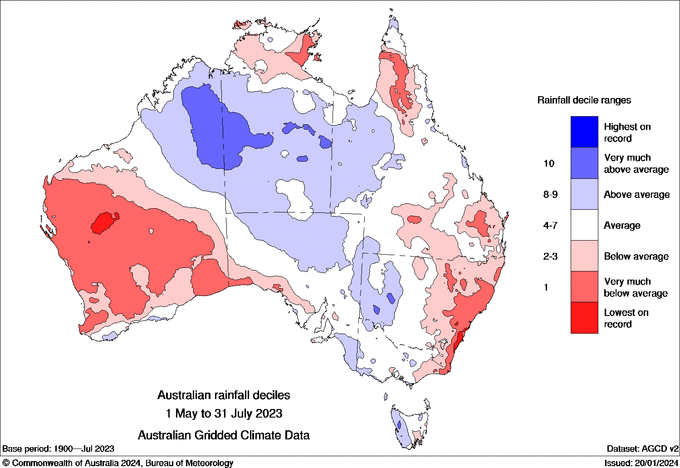 Rainfall decile ranges
Highest on
record
10
Very much
above average
8-9
Above average
4-7
Average
2-3
Below average
1
Very much
below average
Lowest on
record
Australian rainfall deciles
1 May to 31 July 2023
Australian Gridded Climate Data
Base period: 1900—Jul 2023
Dataset: AGCD v2
© Commonwealth of Australia 2024, Bureau of Meteorology
Issued: 20/01/2024